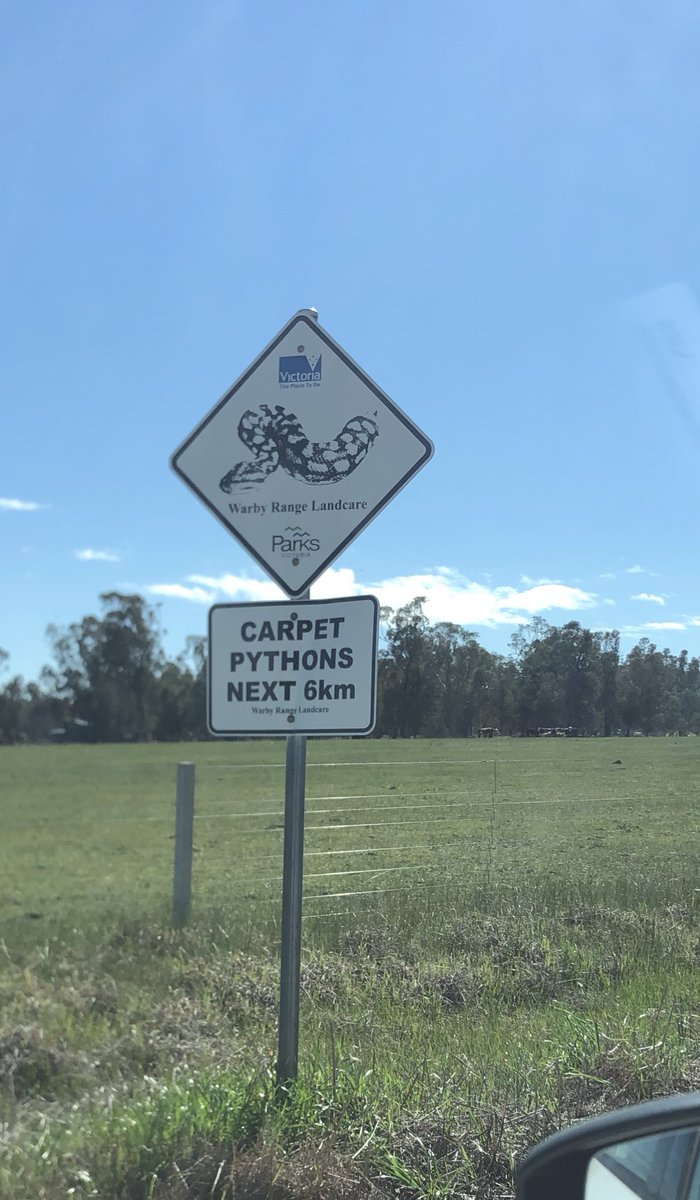 Victoria
The Place To Be
Warby Range Landcare
Parks
VICTORIA
CARPET
PYTHONS
NEXT 6km
Warby Range Landcare